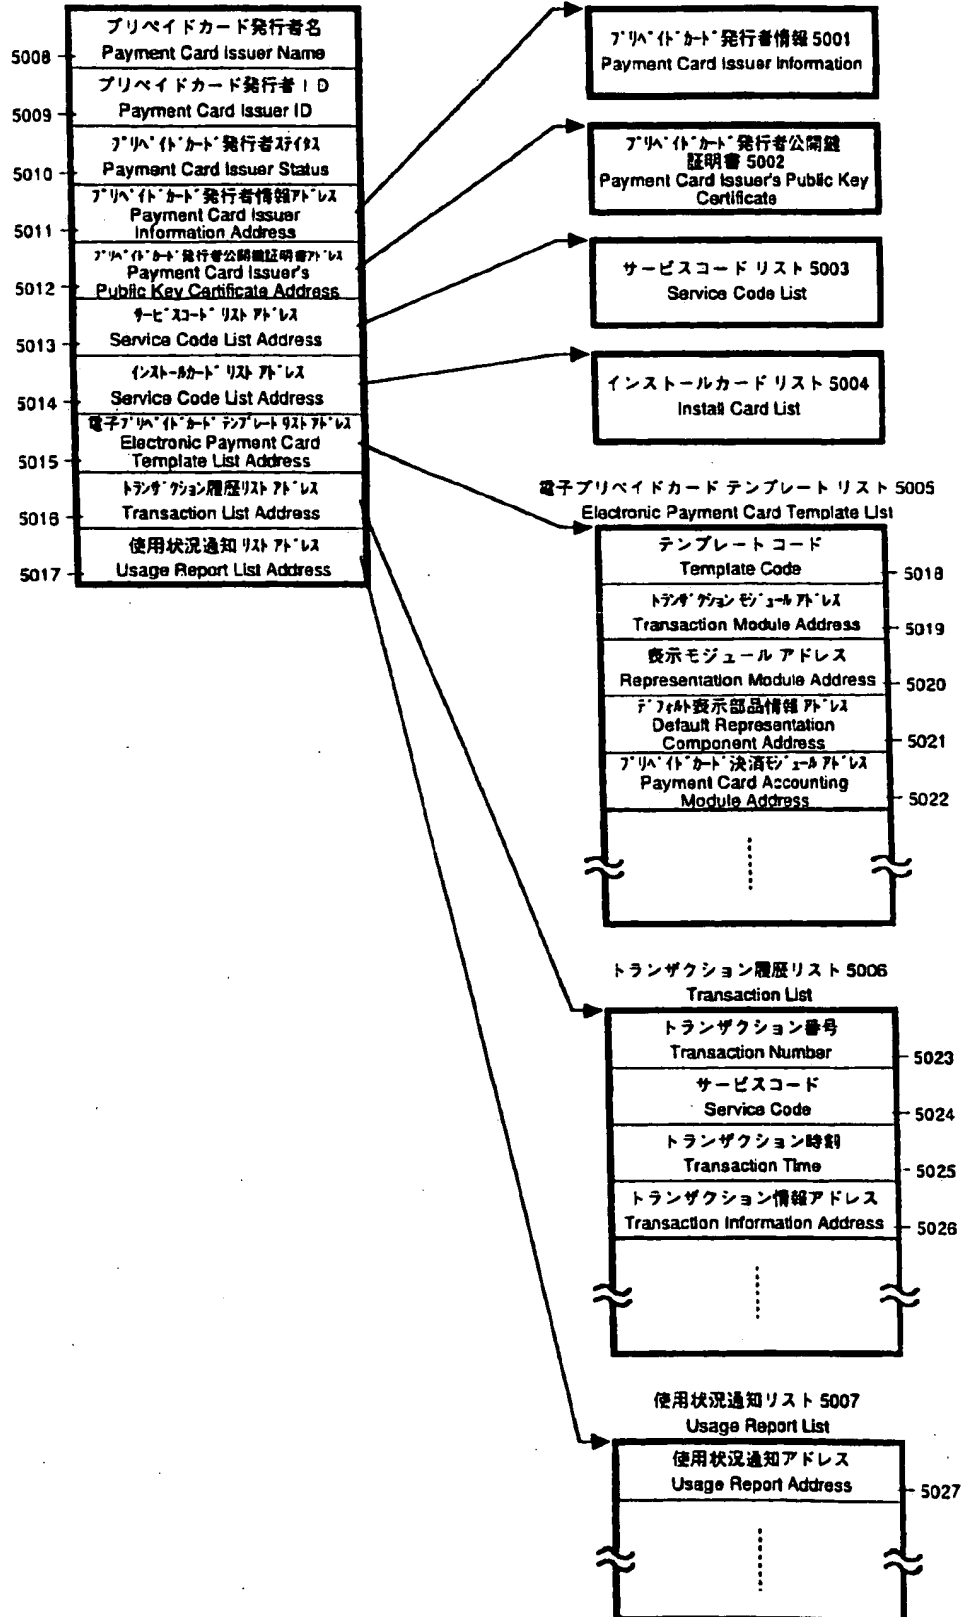 プリペイドカード発行者名
5008
Payment Card Issuer Name
プリペイドカード発行者ID
5009
Payment Card Issuer ID
プリペイドカード発行者ステイタス
5010
Payment Card Issuer Status
プリペイドカード発行者情報アドレス
Payment Card Issuer
5011
Information Address
プリペイドカード発行者公開鍵証明書アドレス
Payment Card Issuer's
5012
Public Key Certificate Address
サービスコード リスト アドレス
5013
Service Code List Address
インストールカード リスト アドレス
5014
Service Code List Address
電子プリペイドカード テンプレート リスト アドレス
Electronic Payment Card
5015
Template List Address
トランザクション履歴リスト アドレス
5016
Transaction List Address
使用状況通知 リスト アドレス
5017
Usage Report List Address
プリペイドカード発行者情報 5001
Payment Card Issuer Information
プリペイドカード発行者公開鍵
証明書 5002
Payment Card Issuer's Public Key
Certificate
サービスコード リスト 5003
Service Code List
インストールカード リスト 5004
Install Card List
電子プリペイドカード テンプレート リスト 5005
Electronic Payment Card Template List
テンプレート コード
Template Code
5018
トランザクション モジュール アドレス
Transaction Module Address
5019
表示モジュール アドレス
Representation Module Address
5020
デフォルト表示部品情報 アドレス
Default Representation
Component Address
5021
プリペイドカード決済モジュール アドレス
Payment Card Accounting
Module Address
5022
トランザクション履歴リスト 5006
Transaction List
トランザクション番号
Transaction Number
5023
サービスコード
Service Code
5024
トランザクション時刻
Transaction Time
5025
トランザクション情報アドレス
Transaction Information Address
5026
使用状況通知リスト 5007
Usage Report List
使用状況通知アドレス
Usage Report Address
5027